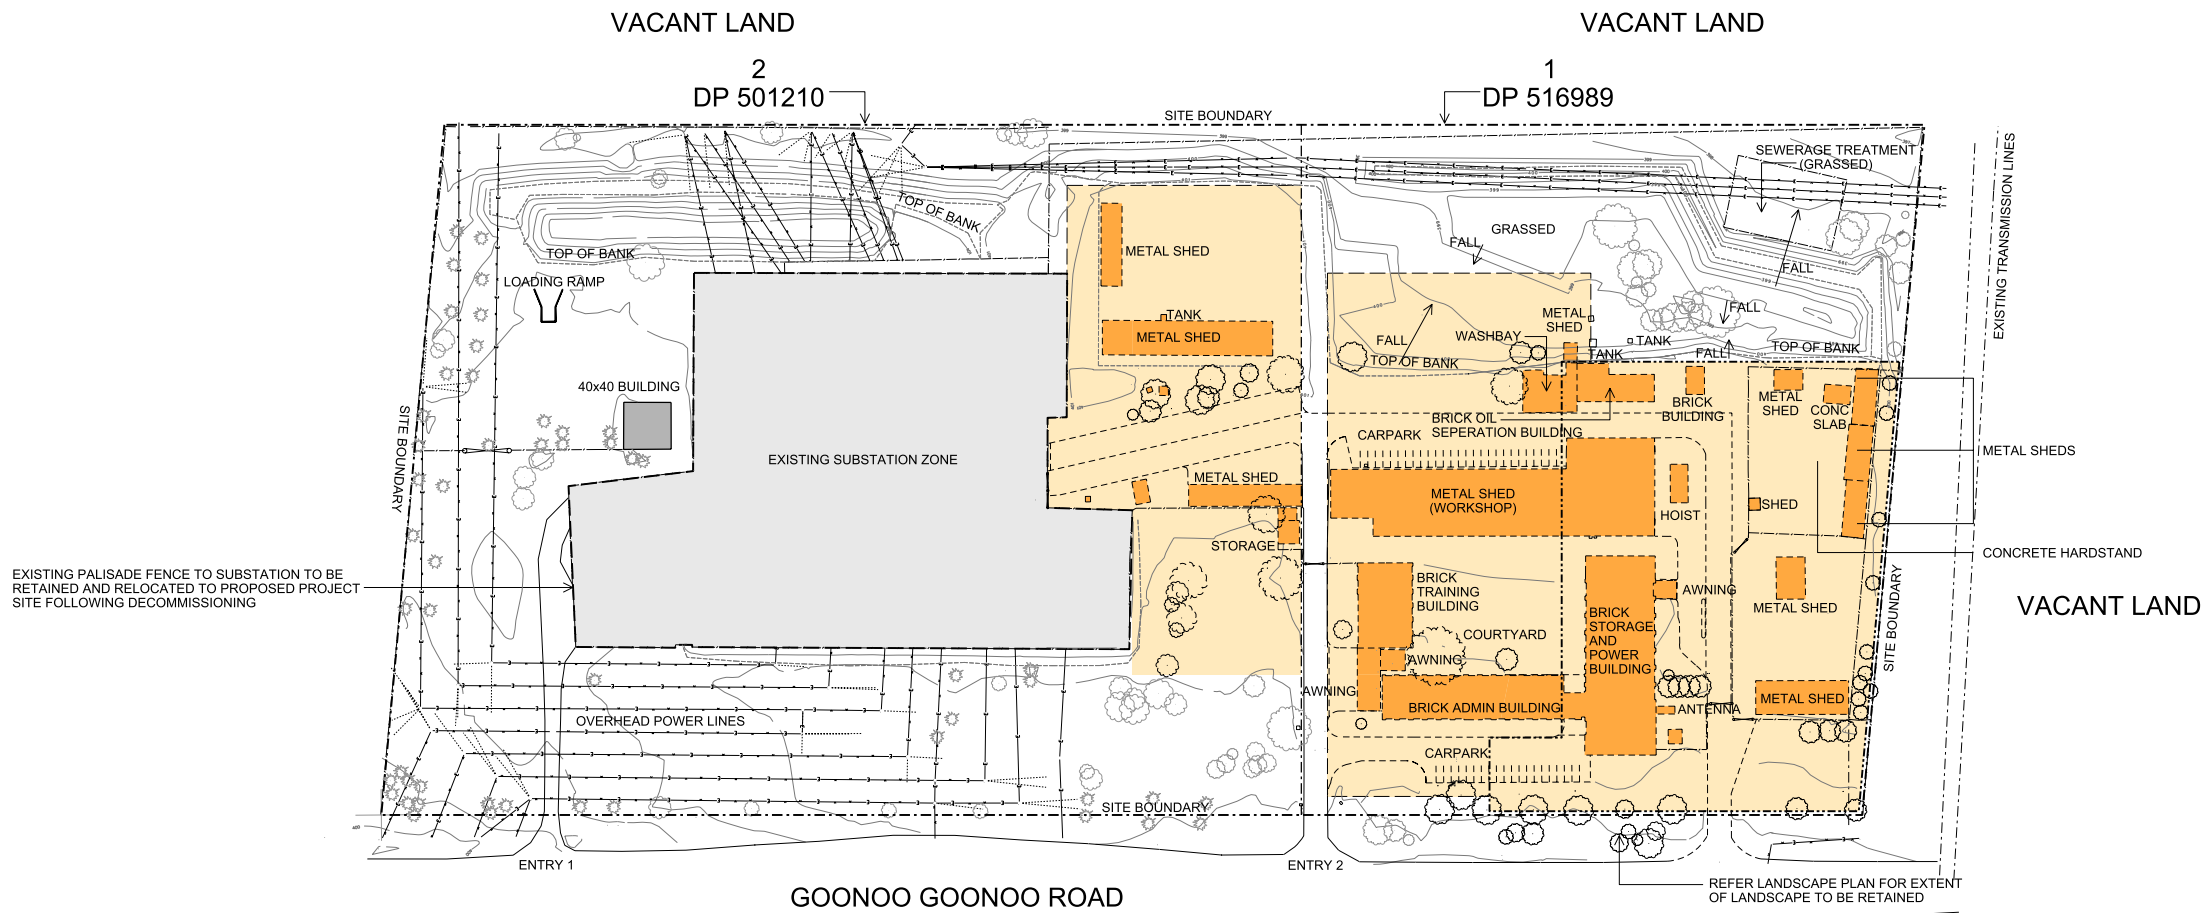 VACANT LAND
VACANT LAND
2
DP 501210
1
DP 516989
SITE BOUNDARY
SEWERAGE TREATMENT
(GRASSED)
EXISTING TRANSMISSION LINES
TOP OF BANK
TOP OF BANK
LOADING RAMP
METAL SHED
TANK
METAL SHED
GRASSED
FALL
FALL
FALL
METAL
SHED
WASHBAY
FALL
TOP OF BANK
TANK
TANK
FALL
TOP OF BANK
40x40 BUILDING
SITE BOUNDARY
BRICK OIL
SEPERATION BUILDING
BRICK
BUILDING
METAL
SHED
CONC
SLAB
CARPARK
METAL SHEDS
EXISTING SUBSTATION ZONE
METAL SHED
METAL SHED
(WORKSHOP)
HOIST
SHED
STORAGE
CONCRETE HARDSTAND
EXISTING PALISADE FENCE TO SUBSTATION TO BE
RETAINED AND RELOCATED TO PROPOSED PROJECT
SITE FOLLOWING DECOMMISSIONING
BRICK
TRAINING
BUILDING
AWNING
BRICK
STORAGE
AND
POWER
BUILDING
METAL SHED
SITE BOUNDARY
VACANT LAND
COURTYARD
AWNING
AWNING
BRICK ADMIN BUILDING
ANTENNA
METAL SHED
OVERHEAD POWER LINES
CARPARK
SITE BOUNDARY
ENTRY 1
ENTRY 2
GOONOO GOONOO ROAD
REFER LANDSCAPE PLAN FOR EXTENT
OF LANDSCAPE TO BE RETAINED